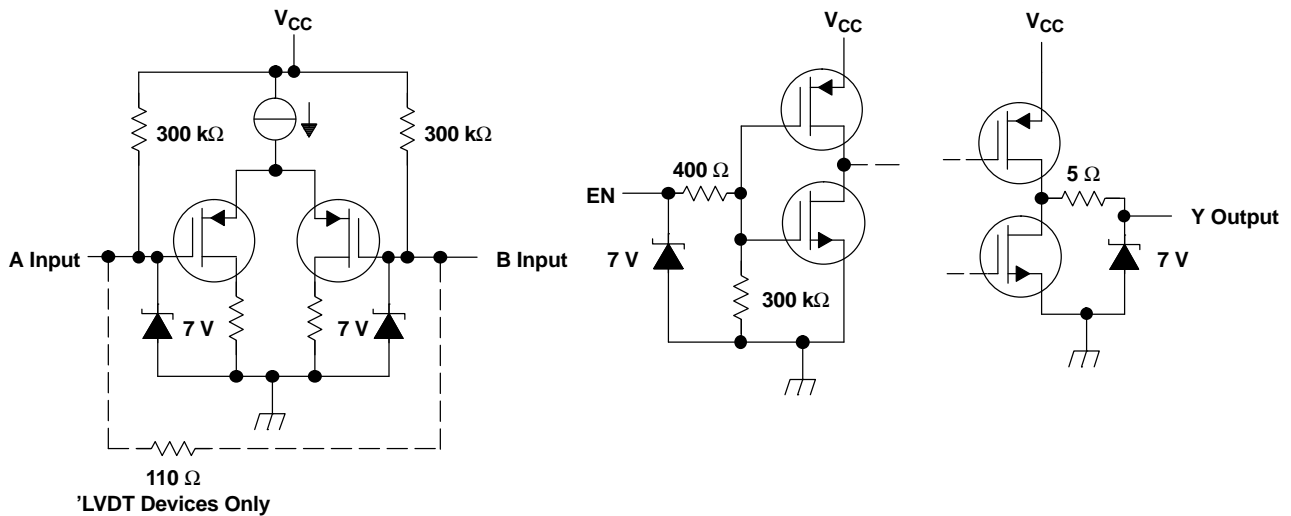 VCC
300 kΩ
300 kΩ
A Input
B Input
7 V
7 V
110 Ω
’LVDT Devices Only
VCC
400 Ω
EN
7 V
300 kΩ
VCC
5 Ω
Y Output
7 V